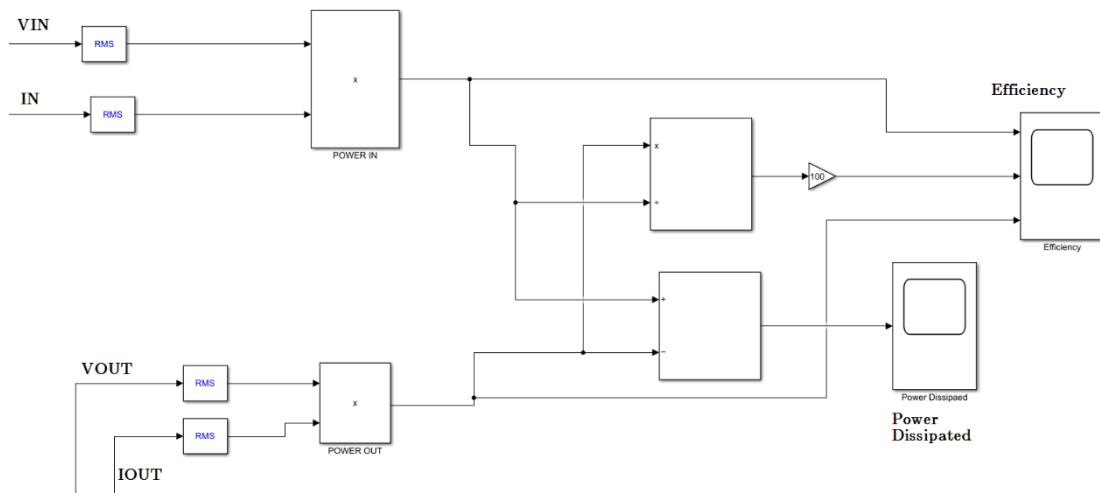 VIN
RMS
IN
RMS
x
POWER IN
Efficiency
x
÷
100
Efficiency
+
−
Power Dissipaed
Power
Dissipated
VOUT
RMS
RMS
x
POWER OUT
IOUT